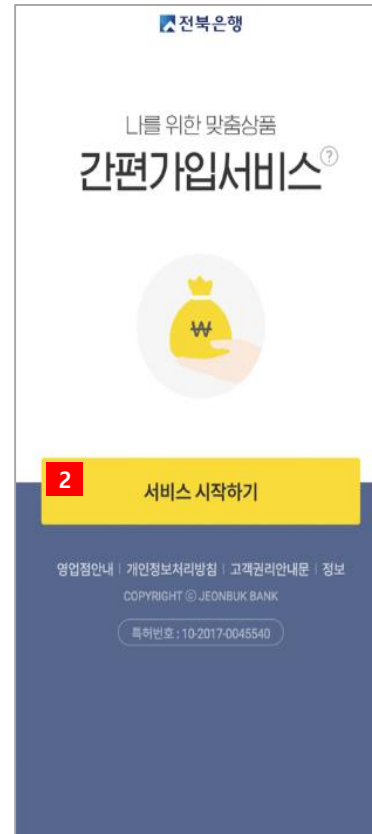 전북은행
나를 위한 맞춤상품
간편가입서비스 ?
₩
2 서비스 시작하기
영업점안내 | 개인정보처리방침 | 고객권리안내문 | 정보
COPYRIGHT ⓒ JEONBUK BANK
특허번호 : 10-2017-0045540